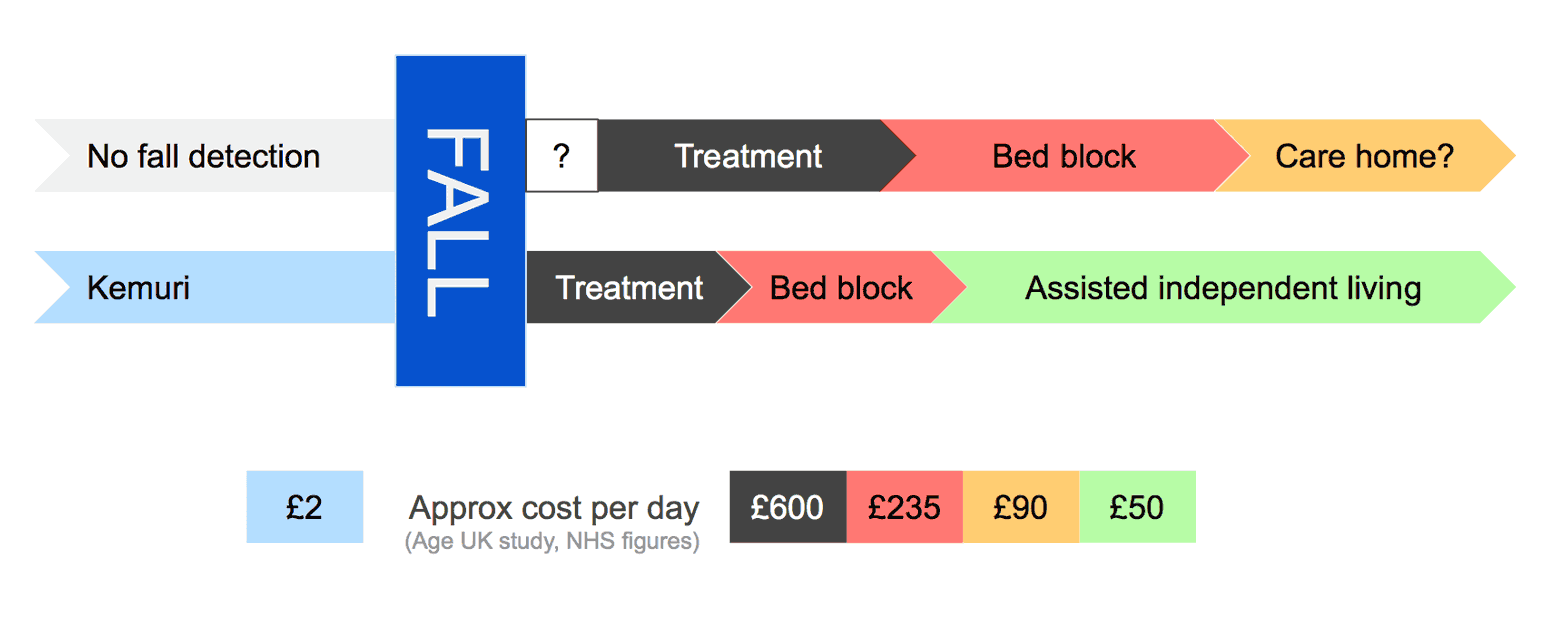 No fall detection
FALL
?
Treatment
Bed block
Care home?
Kemuri
Treatment
Bed block
Assisted independent living
£2
Approx cost per day
(Age UK study, NHS figures)
£600
£235
£90
£50